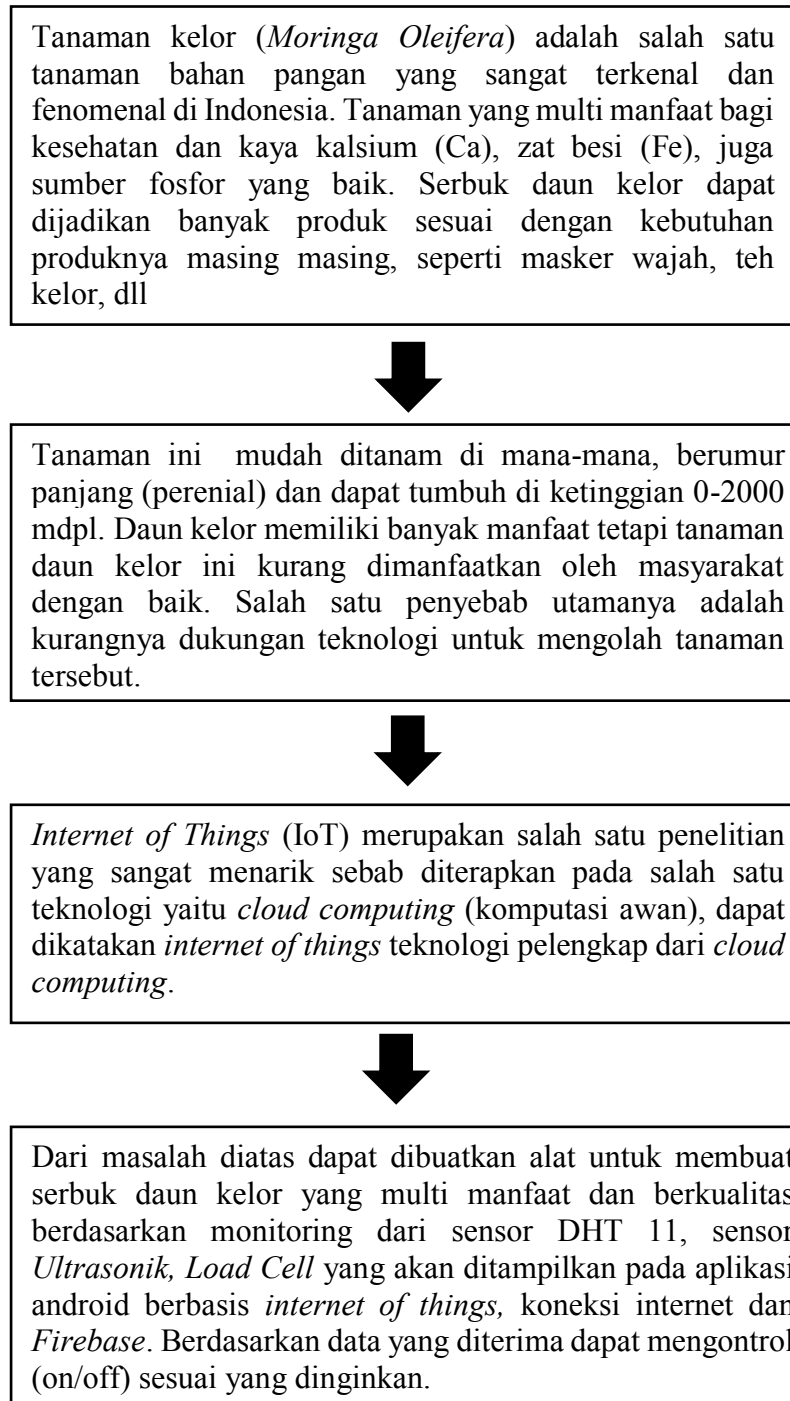 Tanaman kelor (Moringa Oleifera) adalah salah satu
tanaman bahan pangan yang sangat terkenal dan
fenomenal di Indonesia. Tanaman yang multi manfaat bagi
kesehatan dan kaya kalsium (Ca), zat besi (Fe), juga
sumber fosfor yang baik. Serbuk daun kelor dapat
dijadikan banyak produk sesuai dengan kebutuhan
produknya masing masing, seperti masker wajah, teh
kelor, dll
Tanaman ini mudah ditanam di mana-mana, berumur
panjang (perenial) dan dapat tumbuh di ketinggian 0-2000
mdpl. Daun kelor memiliki banyak manfaat tetapi tanaman
daun kelor ini kurang dimanfaatkan oleh masyarakat
dengan baik. Salah satu penyebab utamanya adalah
kurangnya dukungan teknologi untuk mengolah tanaman
tersebut.
Internet of Things (IoT) merupakan salah satu penelitian
yang sangat menarik sebab diterapkan pada salah satu
teknologi yaitu cloud computing (komputasi awan), dapat
dikatakan internet of things teknologi pelengkap dari cloud
computing.
Dari masalah diatas dapat dibuatkan alat untuk membuat
serbuk daun kelor yang multi manfaat dan berkualitas
berdasarkan monitoring dari sensor DHT 11, sensor
Ultrasonik, Load Cell yang akan ditampilkan pada aplikasi
android berbasis internet of things, koneksi internet dan
Firebase. Berdasarkan data yang diterima dapat mengontrol
(on/off) sesuai yang dinginkan.